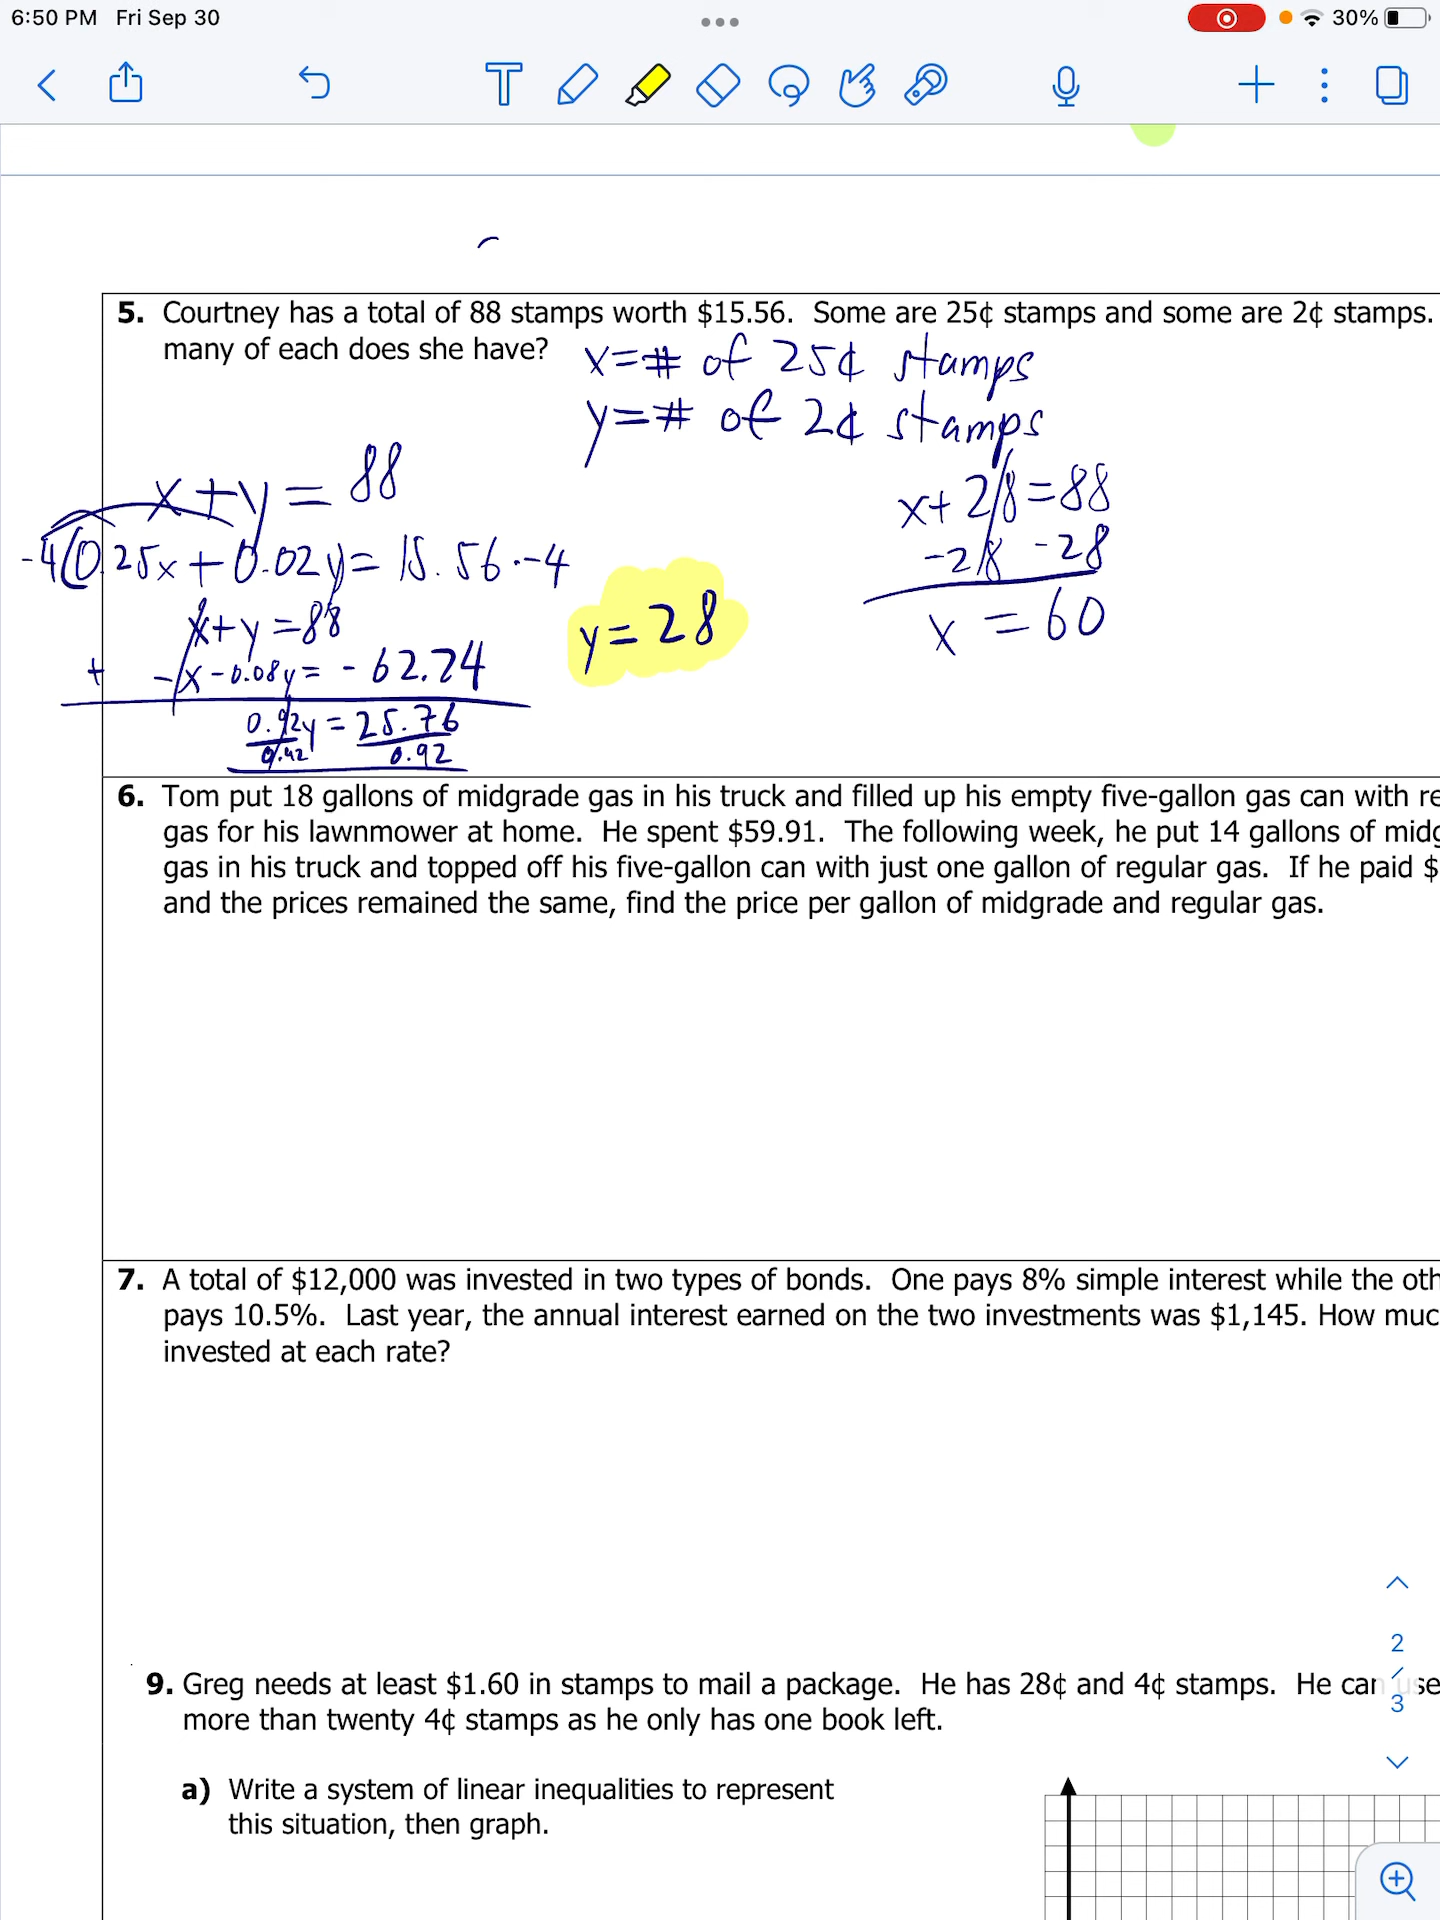 6:50 PM Fri Sep 30
30%
5. Courtney has a total of 88 stamps worth $15.56. Some are 25¢ stamps and some are 2¢ stamps.
many of each does she have?
x=# of 25¢ stamps
y=# of 2¢ stamps
x+y = 88
-4(0.25x+0.02y=15.56.-4
x+y=88
+ -x-0.08y= -62.24
0.92y=25.76
0.92 0.92
y=28
x+28=88
-28 -28
x=60
6. Tom put 18 gallons of midgrade gas in his truck and filled up his empty five-gallon gas can with re
gas for his lawnmower at home. He spent $59.91. The following week, he put 14 gallons of midg
gas in his truck and topped off his five-gallon can with just one gallon of regular gas. If he paid $
and the prices remained the same, find the price per gallon of midgrade and regular gas.
7. A total of $12,000 was invested in two types of bonds. One pays 8% simple interest while the oth
pays 10.5%. Last year, the annual interest earned on the two investments was $1,145. How muc
invested at each rate?
9. Greg needs at least $1.60 in stamps to mail a package. He has 28¢ and 4¢ stamps. He can use
more than twenty 4¢ stamps as he only has one book left.
a) Write a system of linear inequalities to represent
this situation, then graph.
2
/
3